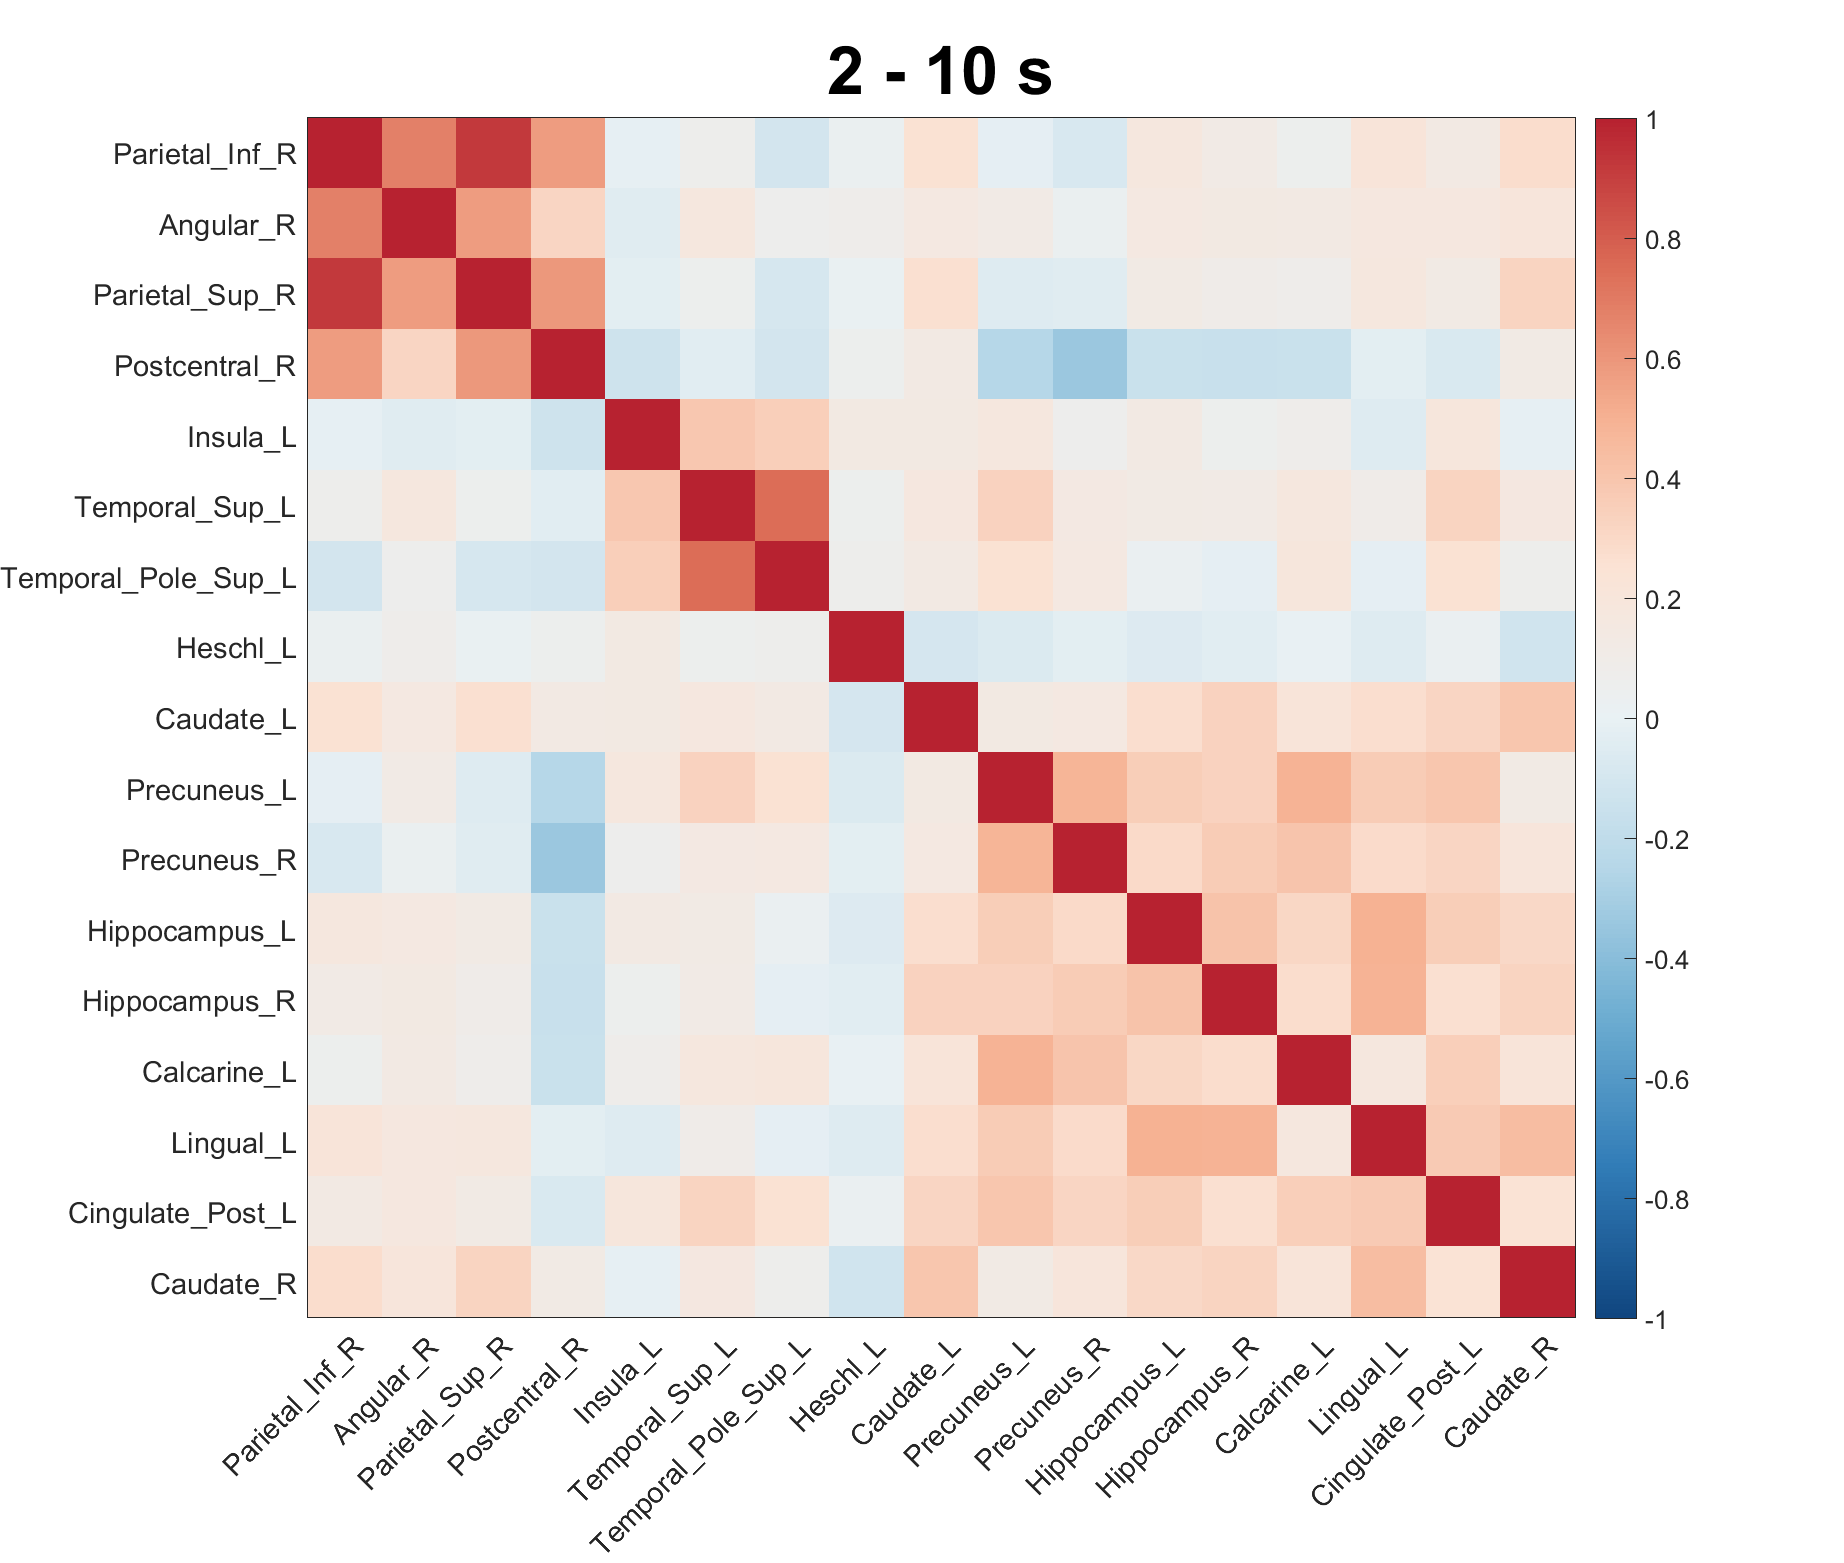 2 - 10 s
Parietal_Inf_R
Angular_R
Parietal_Sup_R
Postcentral_R
Insula_L
Temporal_Sup_L
Temporal_Pole_Sup_L
Heschl_L
Caudate_L
Precuneus_L
Precuneus_R
Hippocampus_L
Hippocampus_R
Calcarine_L
Lingual_L
Cingulate_Post_L
Caudate_R
1
0.8
0.6
0.4
0.2
0
-0.2
-0.4
-0.6
-0.8
-1
Parietal_Inf_R
Angular_R
Parietal_Sup_R
Postcentral_R
Insula_L
Temporal_Sup_L
Temporal_Pole_Sup_L
Heschl_L
Caudate_L
Precuneus_L
Precuneus_R
Hippocampus_L
Hippocampus_R
Calcarine_L
Lingual_L
Cingulate_Post_L
Caudate_R